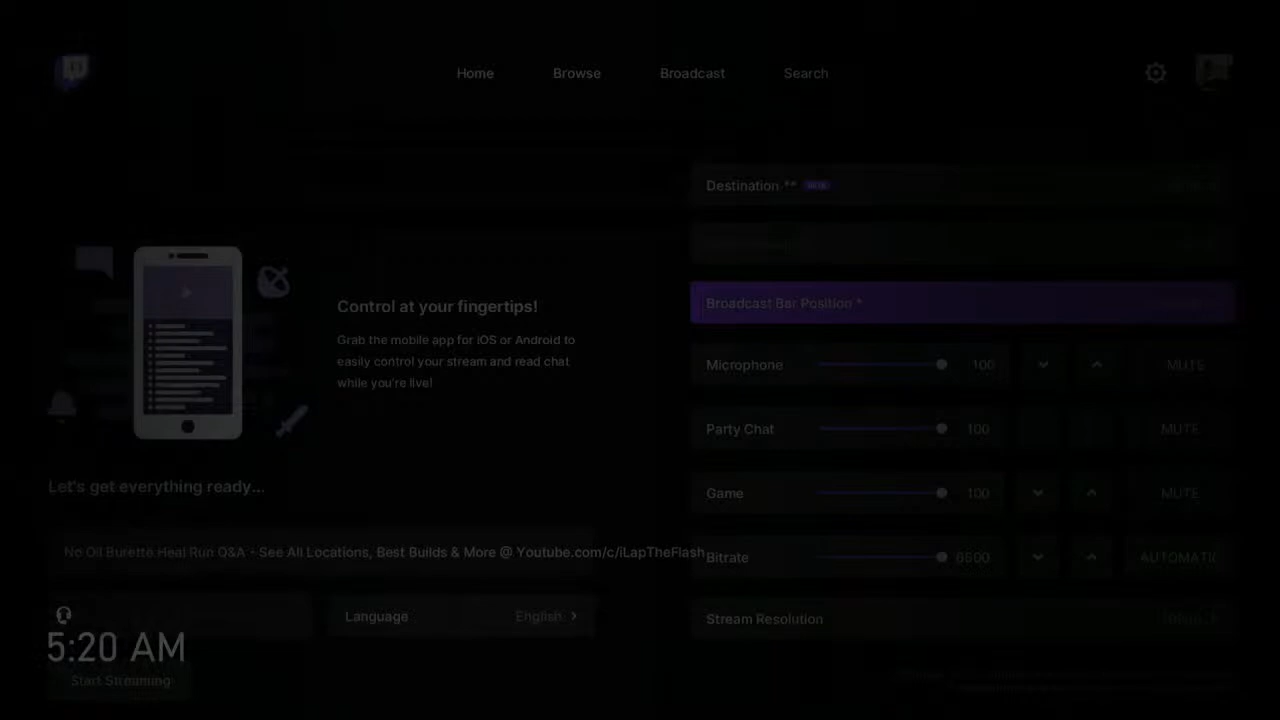 Home Browse Broadcast Search
Destination ** BETA
Broadcast Bar Position *
Control at your fingertips!
Grab the mobile app for iOS or Android to
easily control your stream and read chat
while you're live!
Microphone 100 MUTE
Party Chat 100 MUTE
Game 100 MUTE
Let's get everything ready...
No Oil Burette Heal Run Q&A - See All Locations, Best Builds & More @ Youtube.com/c/iLapTheFlash
Bitrate 6500 AUTOMATIC
Language English
Stream Resolution
5:20 AM
Start Streaming